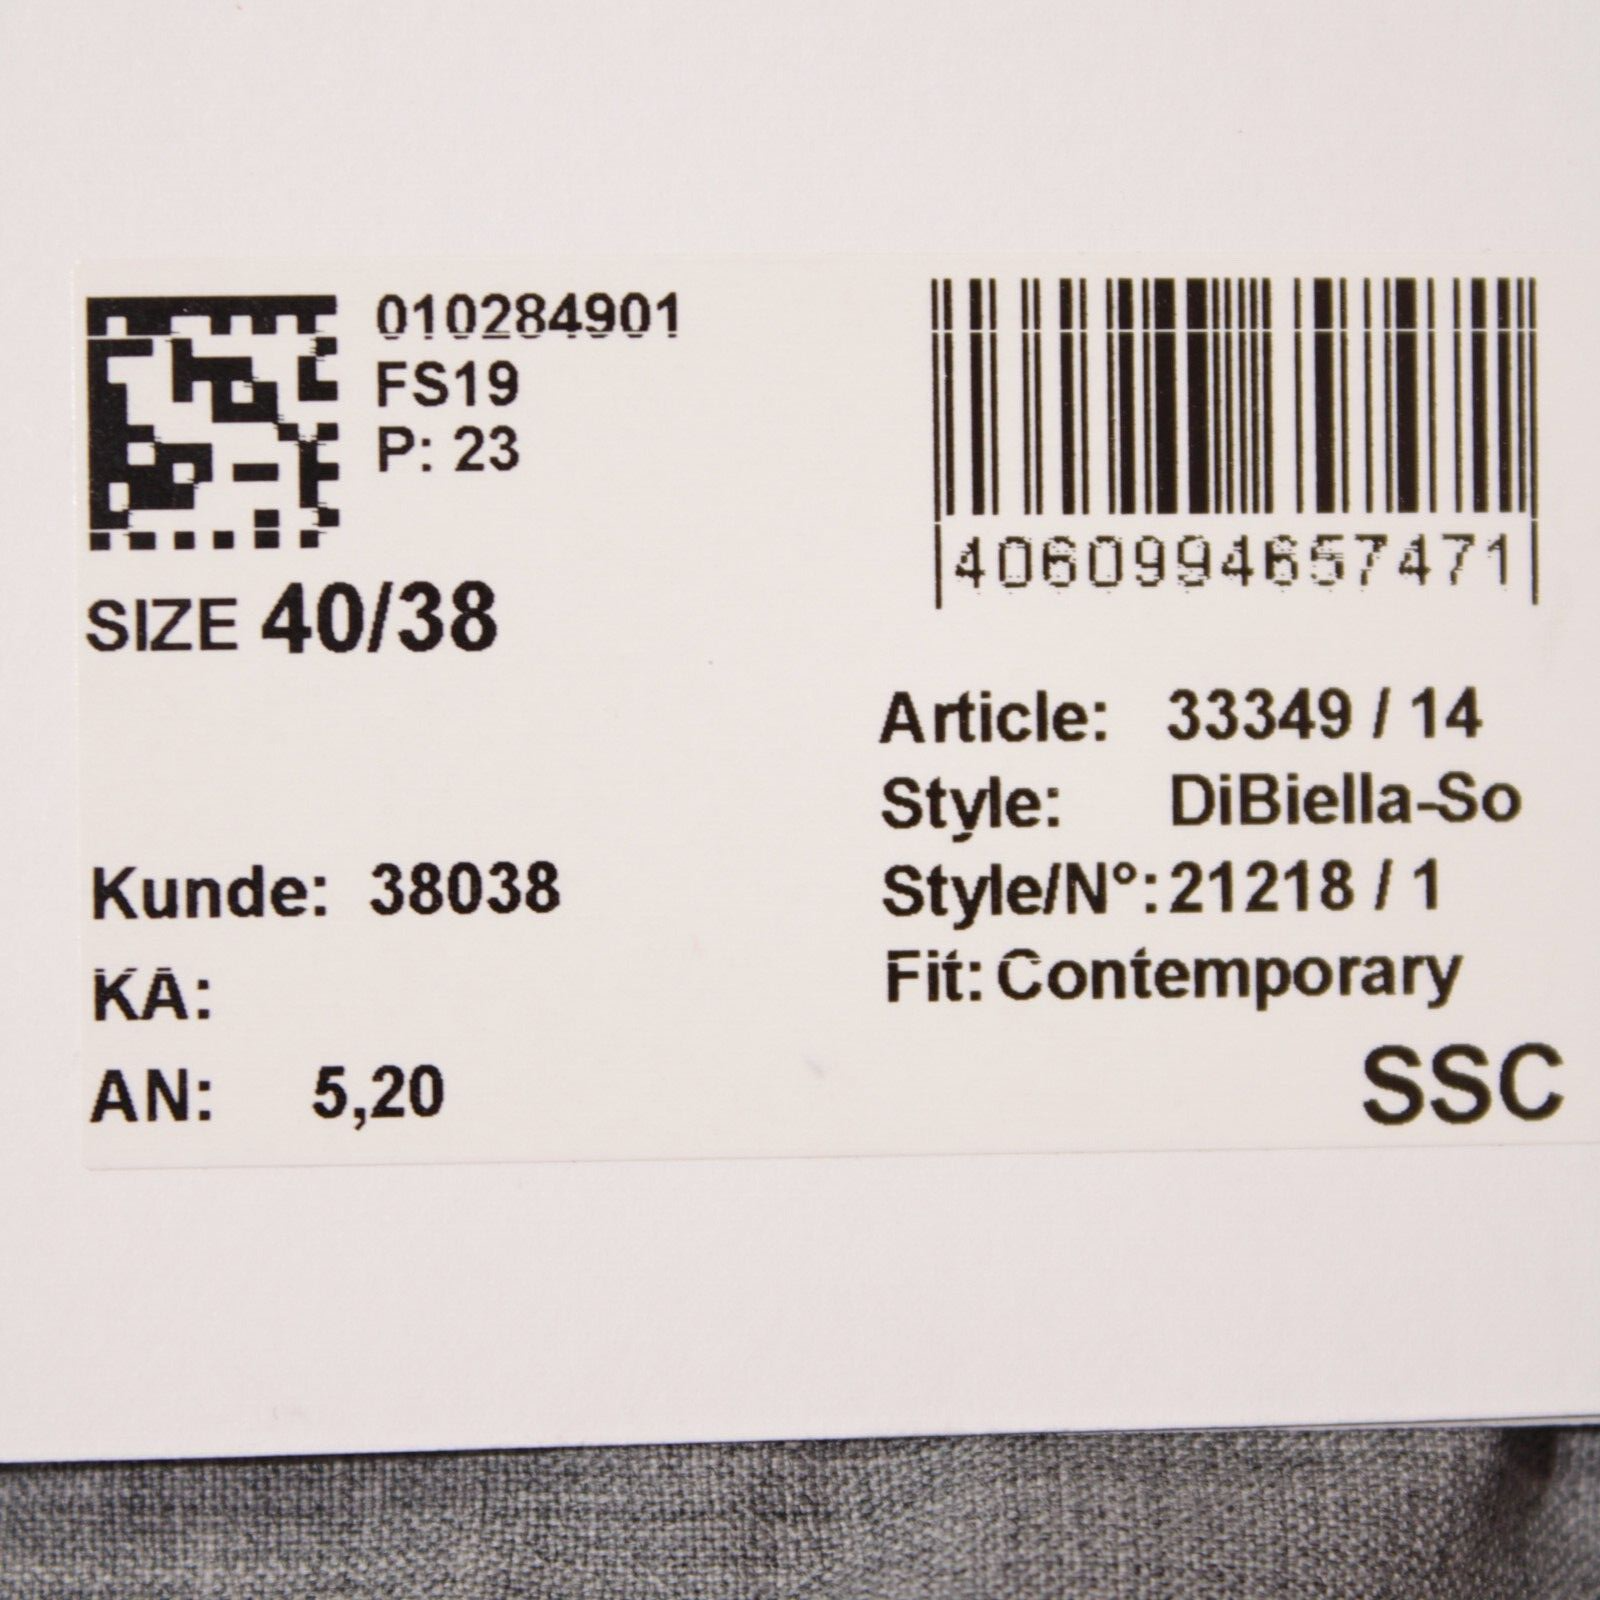 010284901
FS19
P: 23
SIZE 40/38
4060994657471
Article: 33349 / 14
Style: DiBiella-So
Style/N°: 21218 / 1
Fit: Contemporary
SSC
Kunde: 38038
KA:
AN: 5,20